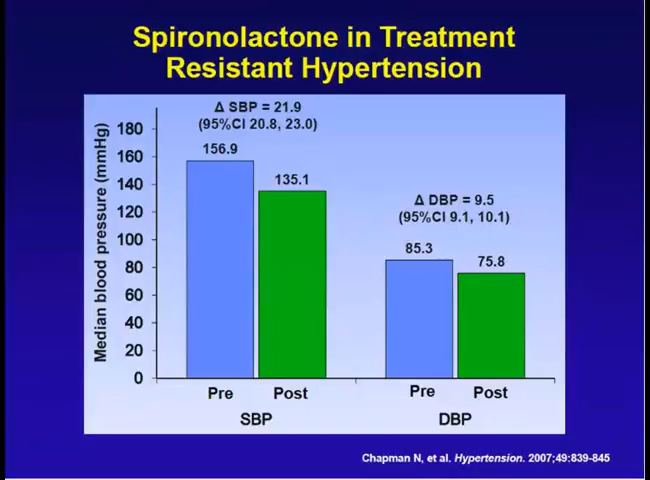 Spironolactone in Treatment
Resistant Hypertension
Δ SBP = 21.9
(95%CI 20.8, 23.0)
Δ DBP = 9.5
(95%CI 9.1, 10.1)
Median blood pressure (mmHg)
180
160
140
120
100
80
60
40
20
0
156.9
135.1
85.3
75.8
Pre
Post
Pre
Post
SBP
DBP
Chapman N, et al. Hypertension. 2007;49:839-845